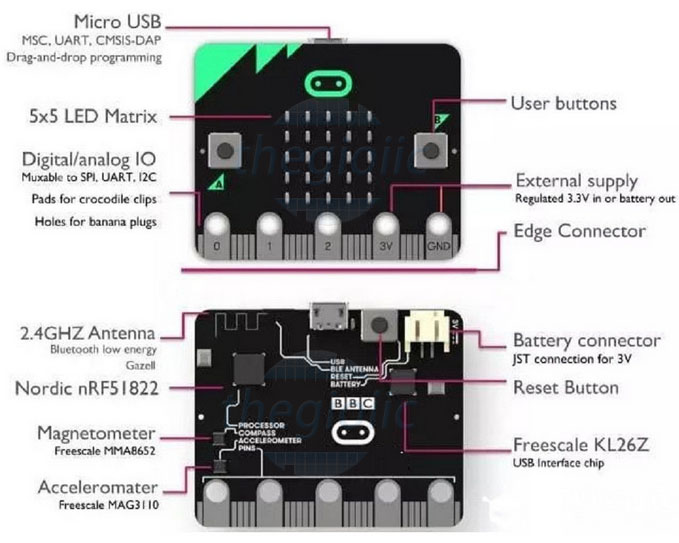 Micro USB
MSC, UART, CMSIS-DAP
Drag-and-drop programming
5x5 LED Matrix
User buttons
B
Digital/analog IO
Muxable to SPI, UART, I2C
Pads for crocodile clips
Holes for banana plugs
A
External supply
Regulated 3.3V in or battery out
Edge Connector
0 1 2 3V GND
thegioiic
2.4GHZ Antenna
Bluetooth low energy
Gazell
Nordic nRF51822
Magnetometer
Freescale MMA8652
Acceleromater
Freescale MAG3110
3V
USB
BLE ANTENNA
RESET
BATTERY
BBC
PROCESSOR
COMPASS
ACCELEROMETER
PINS
thegioiic
Battery connector
JST connection for 3V
Reset Button
Freescale KL26Z
USB Interface chip